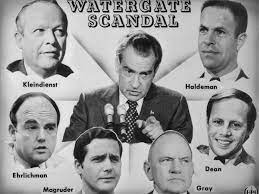 WATERGATE
SCANDAL
Kleindienst
Haldeman
Ehrlichman
Dean
Magruder
Gray